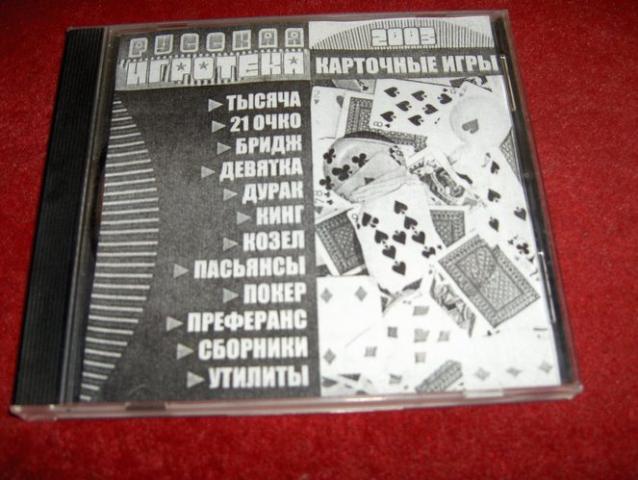 РУССКАЯ
ИГРОТЕКА
2003
КАРТОЧНЫЕ ИГРЫ
ТЫСЯЧА
21 ОЧКО
БРИДЖ
ДЕВЯТКА
ДУРАК
КИНГ
КОЗЕЛ
ПАСЬЯНСЫ
ПОКЕР
ПРЕФЕРАНС
СБОРНИКИ
УТИЛИТЫ